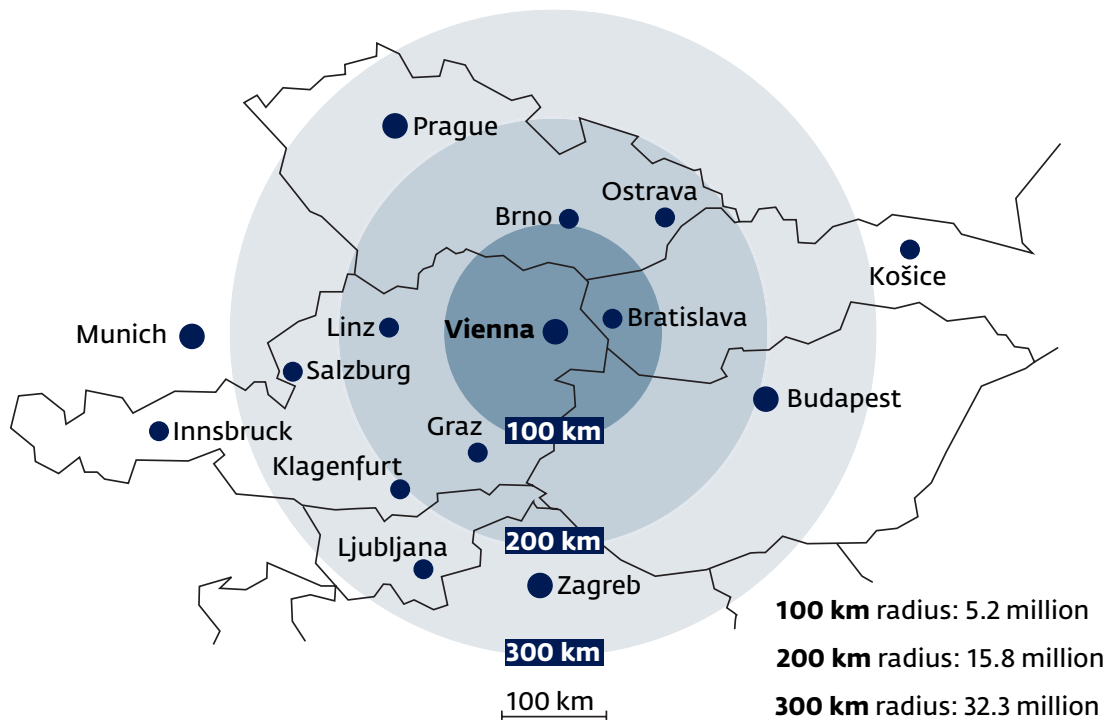 Prague
Ostrava
Brno
Košice
Munich
Linz
Vienna
Bratislava
Salzburg
Budapest
Innsbruck
Graz
100 km
Klagenfurt
200 km
Ljubljana
Zagreb
300 km
100 km
100 km radius: 5.2 million
200 km radius: 15.8 million
300 km radius: 32.3 million